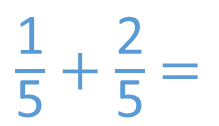 1/5 + 2/5 =